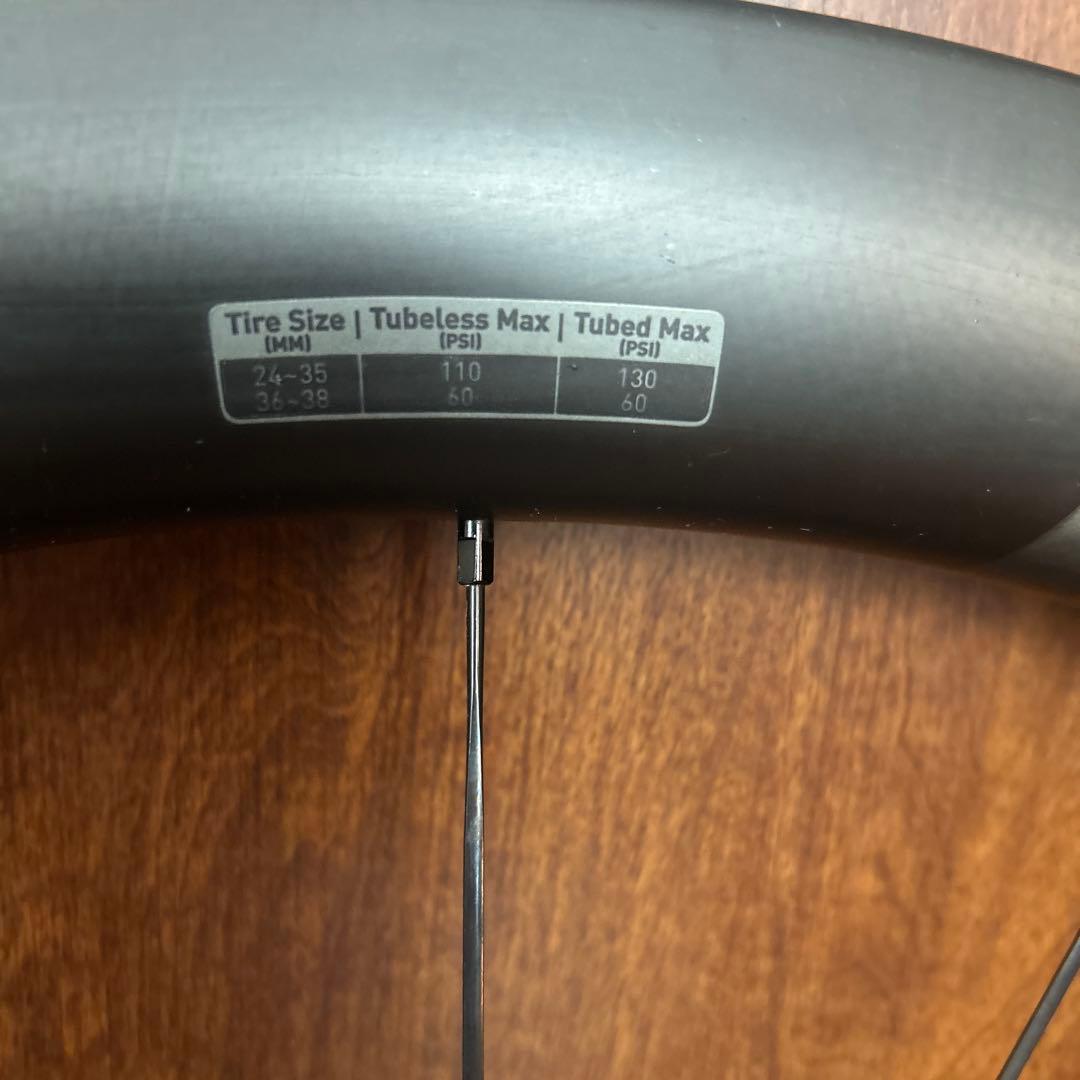 Tire Size | Tubeless Max | Tubed Max
(MM) (PSI) (PSI)
24~35 110 130
36~38 60 60